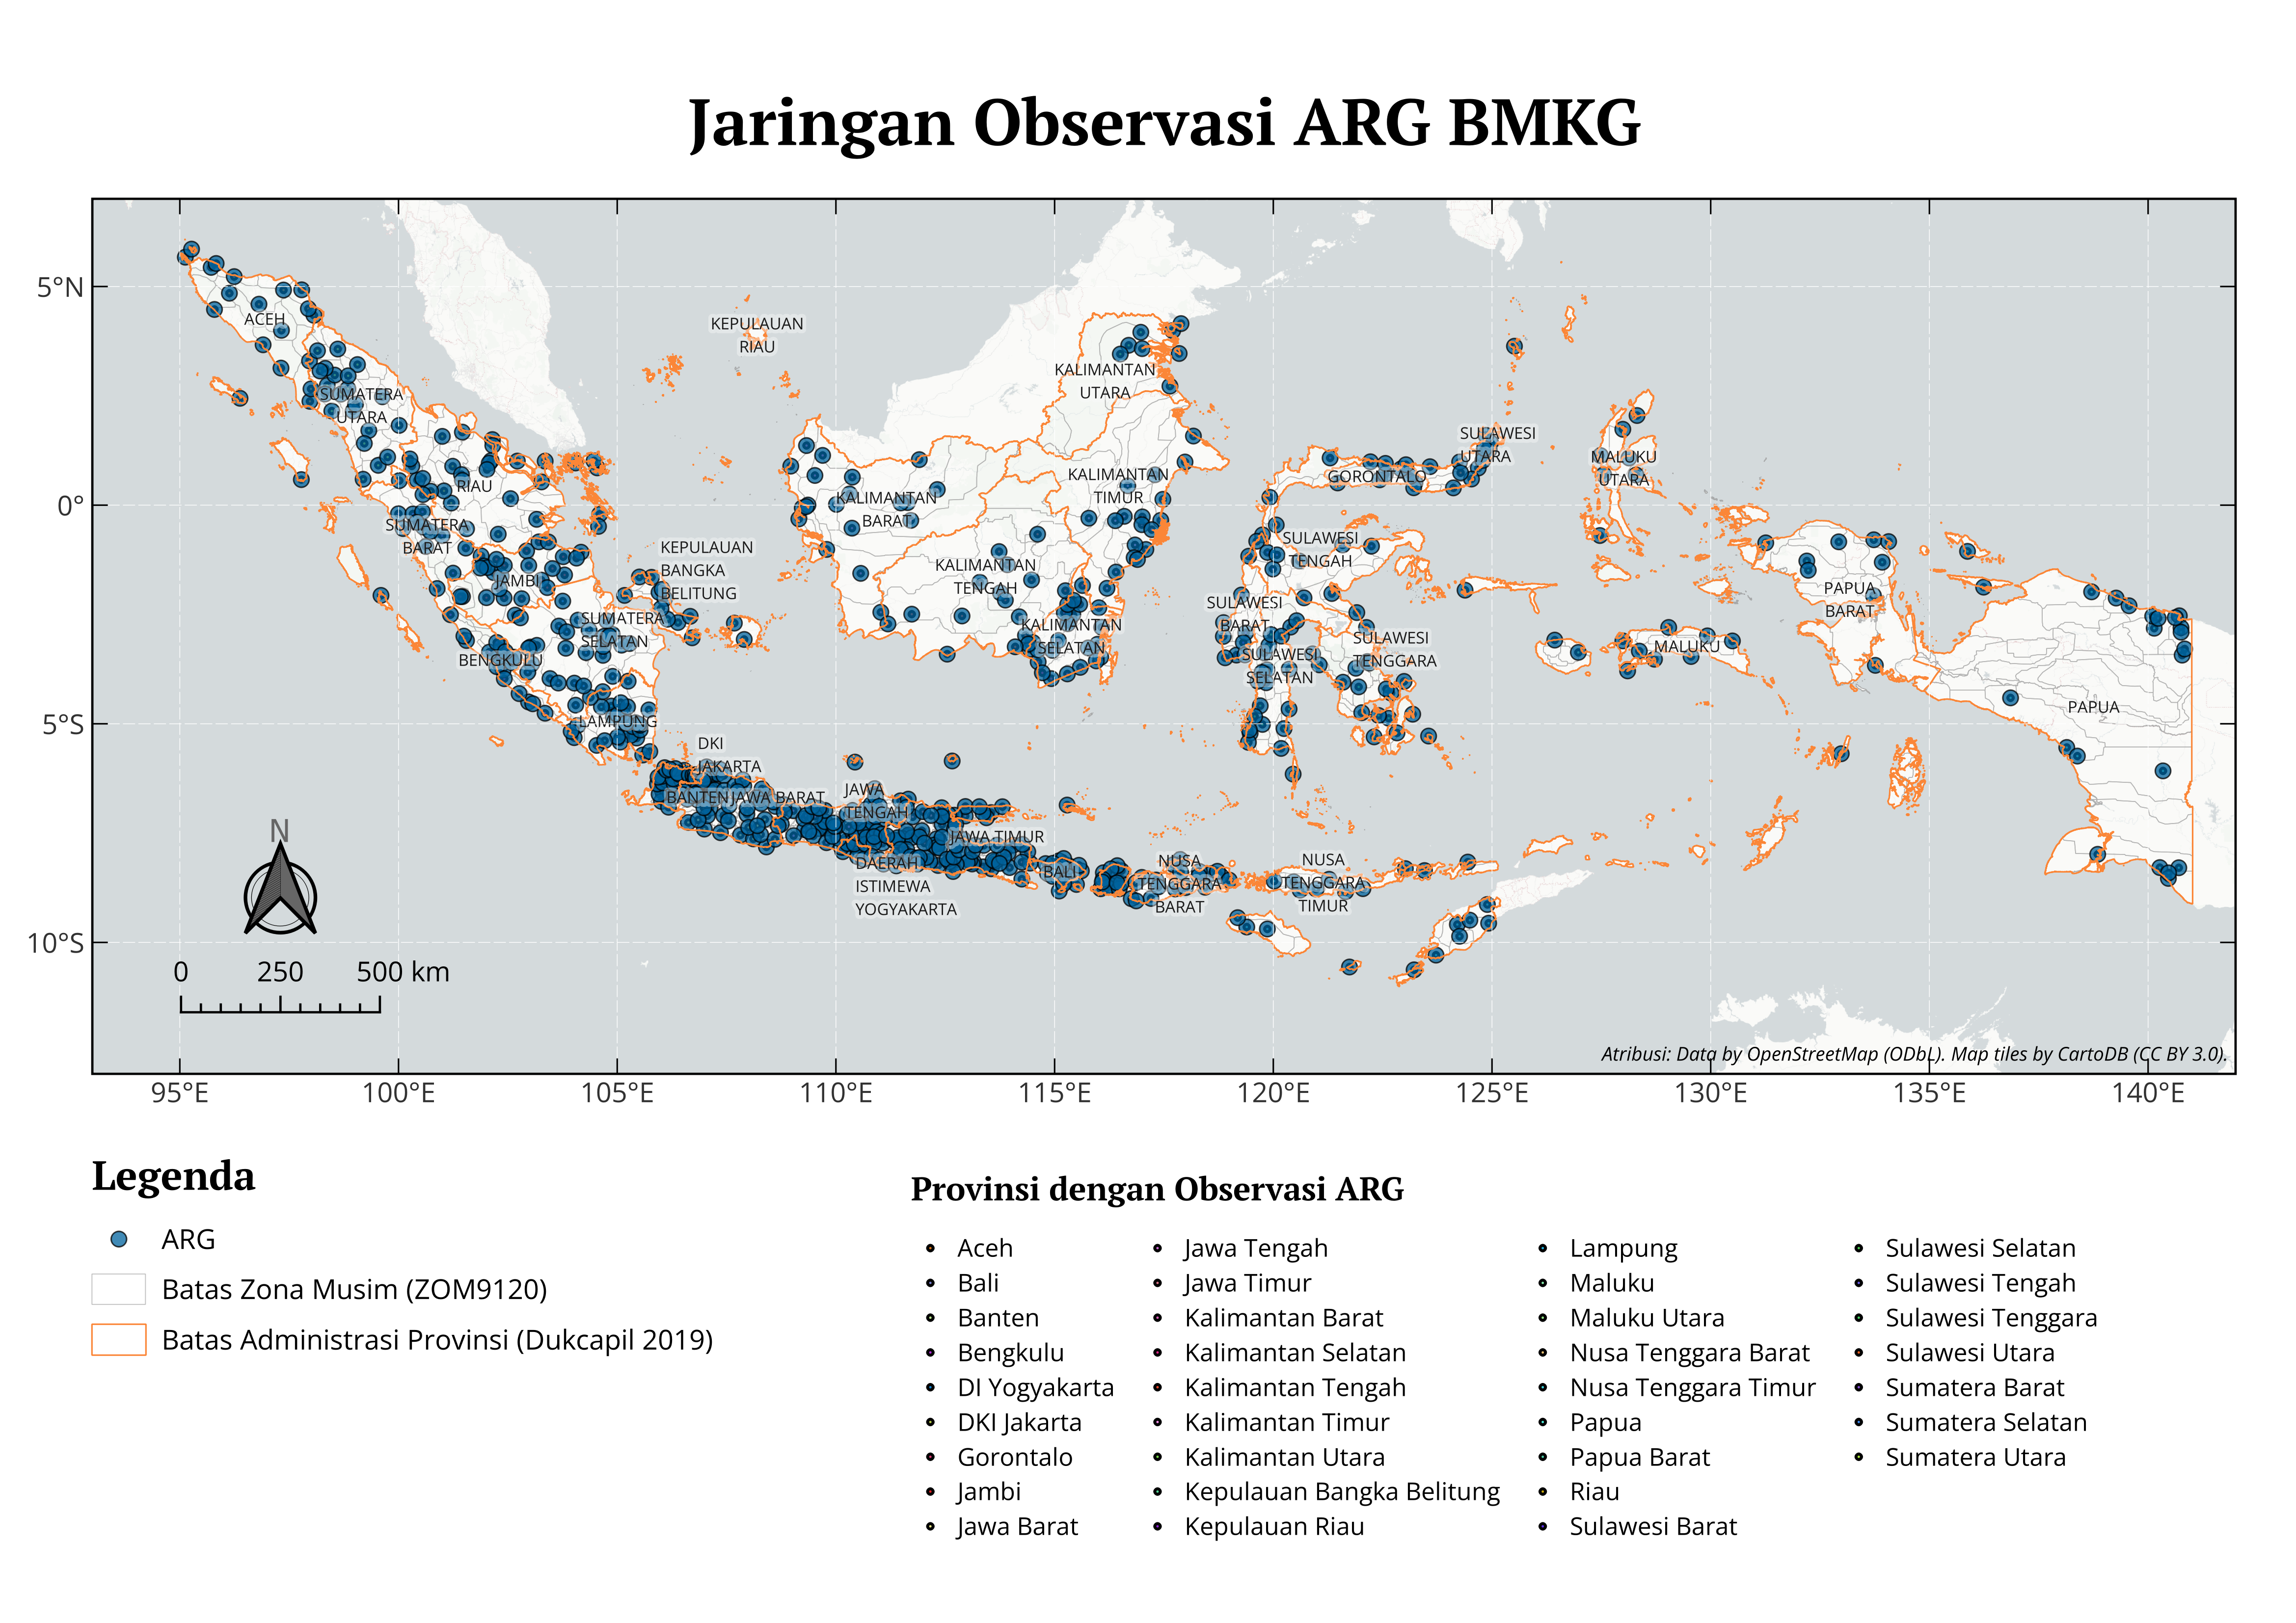 Jaringan Observasi ARG BMKG
5°N
0°
5°S
10°S
ACEH
SUMATERA
UTARA
RIAU
SUMATERA
BARAT
JAMBI
BENGKULU
SUMATERA
SELATAN
LAMPUNG
KEPULAUAN
RIAU
KEPULAUAN
BANGKA
BELITUNG
DKI
JAKARTA
BANTEN
JAWA BARAT
JAWA
TENGAH
DAERAH
ISTIMEWA
YOGYAKARTA
JAWA TIMUR
BALI
NUSA
TENGGARA
BARAT
NUSA
TENGGARA
TIMUR
KALIMANTAN
UTARA
KALIMANTAN
TIMUR
KALIMANTAN
BARAT
KALIMANTAN
TENGAH
KALIMANTAN
SELATAN
SULAWESI
UTARA
GORONTALO
SULAWESI
TENGAH
SULAWESI
BARAT
SULAWESI
SELATAN
SULAWESI
TENGGARA
MALUKU
UTARA
MALUKU
PAPUA
BARAT
PAPUA
N
0 250 500 km
Atribusi: Data by OpenStreetMap (ODbL). Map tiles by CartoDB (CC BY 3.0).
95°E 100°E 105°E 110°E 115°E 120°E 125°E 130°E 135°E 140°E
Legenda
ARG
Batas Zona Musim (ZOM9120)
Batas Administrasi Provinsi (Dukcapil 2019)
Provinsi dengan Observasi ARG
Aceh
Bali
Banten
Bengkulu
DI Yogyakarta
DKI Jakarta
Gorontalo
Jambi
Jawa Barat
Jawa Tengah
Jawa Timur
Kalimantan Barat
Kalimantan Selatan
Kalimantan Tengah
Kalimantan Timur
Kalimantan Utara
Kepulauan Bangka Belitung
Kepulauan Riau
Lampung
Maluku
Maluku Utara
Nusa Tenggara Barat
Nusa Tenggara Timur
Papua
Papua Barat
Riau
Sulawesi Barat
Sulawesi Selatan
Sulawesi Tengah
Sulawesi Tenggara
Sulawesi Utara
Sumatera Barat
Sumatera Selatan
Sumatera Utara